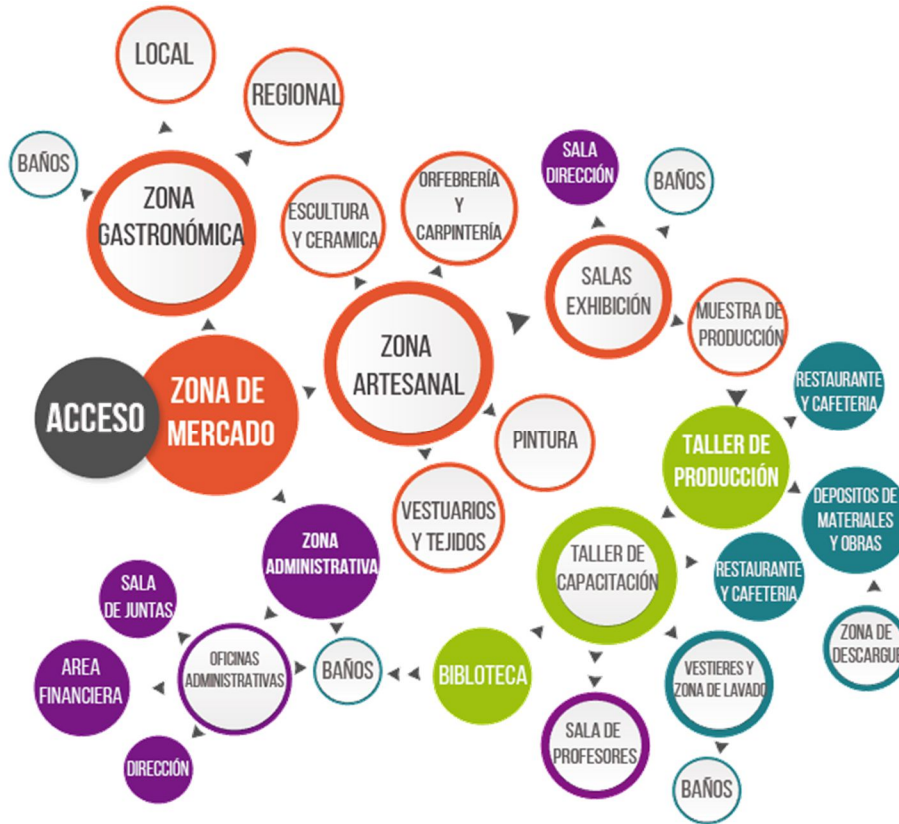 LOCAL
REGIONAL
BAÑOS
ZONA
GASTRONÓMICA
ESCULTURA
Y CERAMICA
ORFEBRERÍA
Y
CARPINTERÍA
SALA
DIRECCIÓN
BAÑOS
SALAS
EXHIBICIÓN
MUESTRA DE
PRODUCCIÓN
ACCESO
ZONA DE
MERCADO
ZONA
ARTESANAL
RESTAURANTE
Y CAFETERIA
PINTURA
TALLER DE
PRODUCCIÓN
VESTUARIOS
Y TEJIDOS
DEPOSITOS DE
MATERIALES
Y OBRAS
ZONA
ADMINISTRATIVA
TALLER DE
CAPACITACIÓN
RESTAURANTE
Y CAFETERIA
SALA
DE JUNTAS
ZONA DE
DESCARGUE
AREA
FINANCIERA
OFICINAS
ADMINISTRATIVAS
BAÑOS
BIBLOTECA
VESTIERES Y
ZONA DE LAVADO
DIRECCIÓN
SALA DE
PROFESORES
BAÑOS